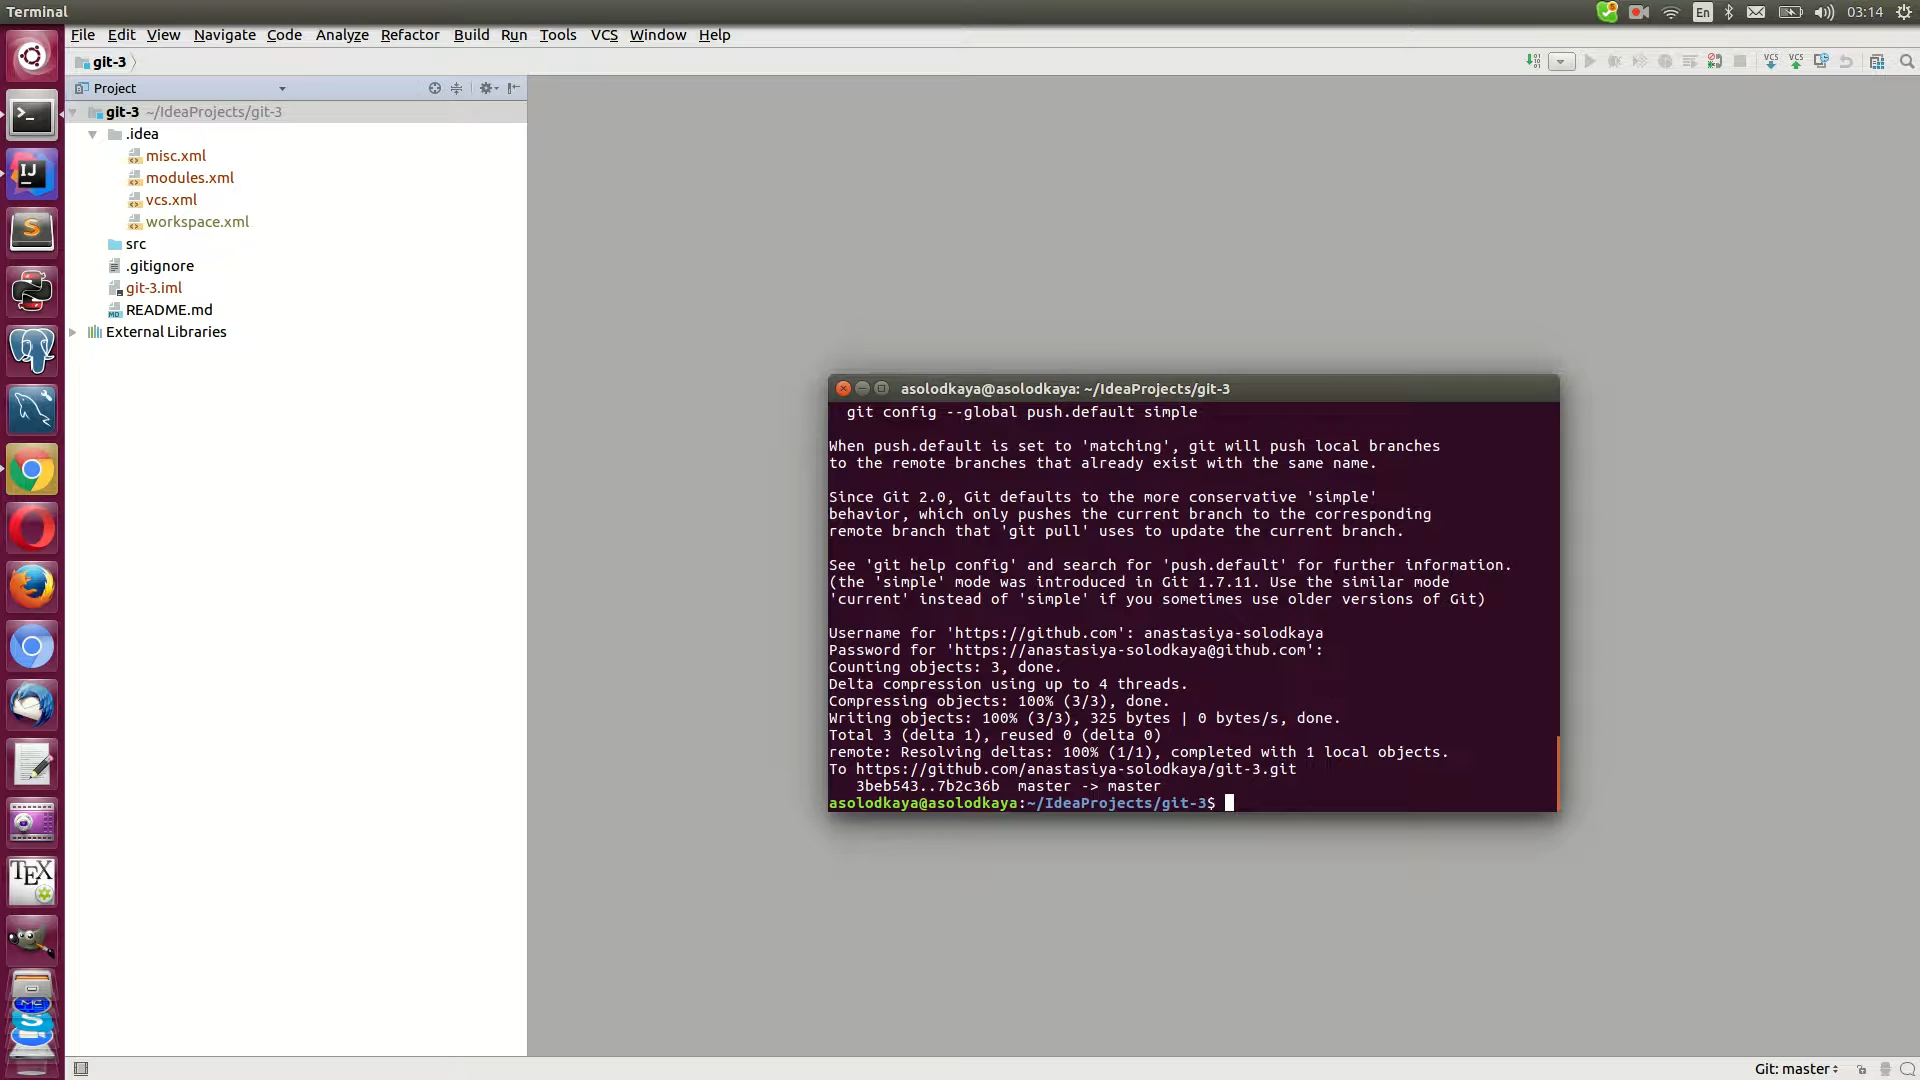 Terminal
En
03:14
File Edit View Navigate Code Analyze Refactor Build Run Tools VCS Window Help
git-3
VCS VCS
Project
git-3 ~/IdeaProjects/git-3
.idea
misc.xml
modules.xml
vcs.xml
workspace.xml
src
.gitignore
git-3.iml
README.md
External Libraries
asolodkaya@asolodkaya: ~/IdeaProjects/git-3
git config --global push.default simple
When push.default is set to 'matching', git will push local branches
to the remote branches that already exist with the same name.
Since Git 2.0, Git defaults to the more conservative 'simple'
behavior, which only pushes the current branch to the corresponding
remote branch that 'git pull' uses to update the current branch.
See 'git help config' and search for 'push.default' for further information.
(the 'simple' mode was introduced in Git 1.7.11. Use the similar mode
'current' instead of 'simple' if you sometimes use older versions of Git)
Username for 'https://github.com': anastasiya-solodkaya
Password for 'https://anastasiya-solodkaya@github.com':
Counting objects: 3, done.
Delta compression using up to 4 threads.
Compressing objects: 100% (3/3), done.
Writing objects: 100% (3/3), 325 bytes | 0 bytes/s, done.
Total 3 (delta 1), reused 0 (delta 0)
remote: Resolving deltas: 100% (1/1), completed with 1 local objects.
To https://github.com/anastasiya-solodkaya/git-3.git
3beb543..7b2c36b master -> master
asolodkaya@asolodkaya:~/IdeaProjects/git-3$
IJ
TEX
Git: master